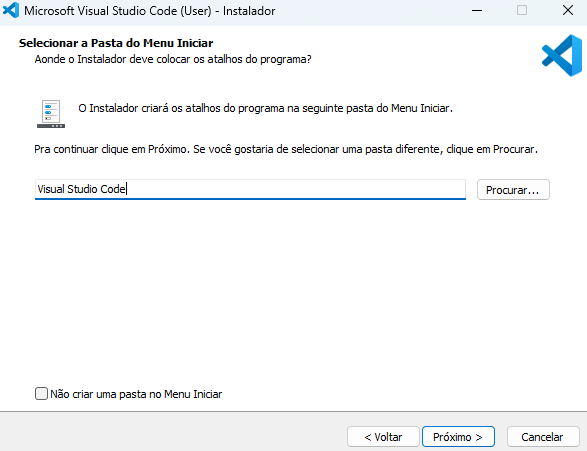 Microsoft Visual Studio Code (User) - Instalador
Selecionar a Pasta do Menu Iniciar
Aonde o Instalador deve colocar os atalhos do programa?
O Instalador criará os atalhos do programa na seguinte pasta do Menu Iniciar.
Pra continuar clique em Próximo. Se você gostaria de selecionar uma pasta diferente, clique em Procurar.
Visual Studio Code
Procurar...
Não criar uma pasta no Menu Iniciar
< Voltar
Próximo >
Cancelar